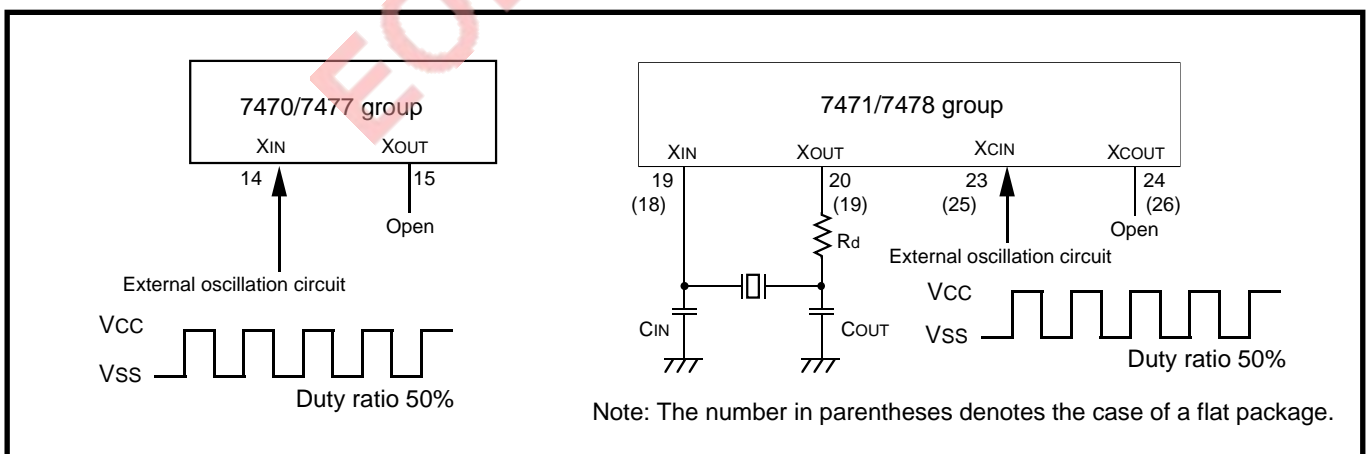 EO
7470/7477 group
XIN XOUT
14 15
Open
External oscillation circuit
VCC
VSS
Duty ratio 50%
7471/7478 group
XIN XOUT XCIN XCOUT
19 20 23 24
(18) (19) (25) (26)
Open
Rd
External oscillation circuit
CIN COUT
VCC
VSS
Duty ratio 50%
Note: The number in parentheses denotes the case of a flat package.